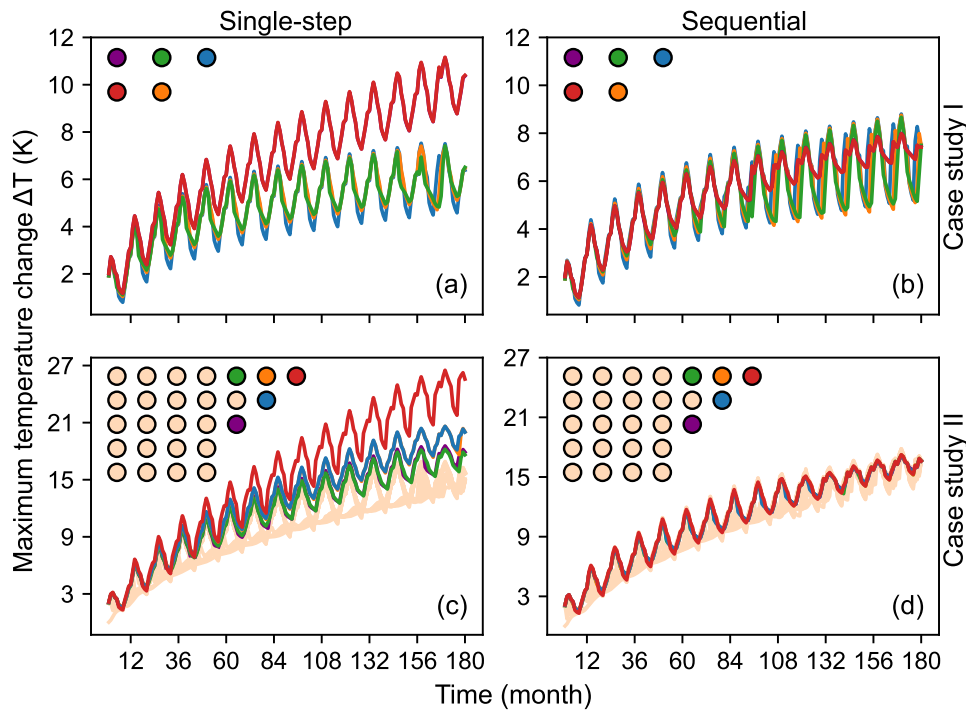 Single-step
Sequential
Maximum temperature change ΔT (K)
12
10
8
6
4
2
(a)
12
10
8
6
4
2
(b)
Case study I
27
21
15
9
3
(c)
12 36 60 84 108 132 156 180
27
21
15
9
3
(d)
12 36 60 84 108 132 156 180
Case study II
Time (month)